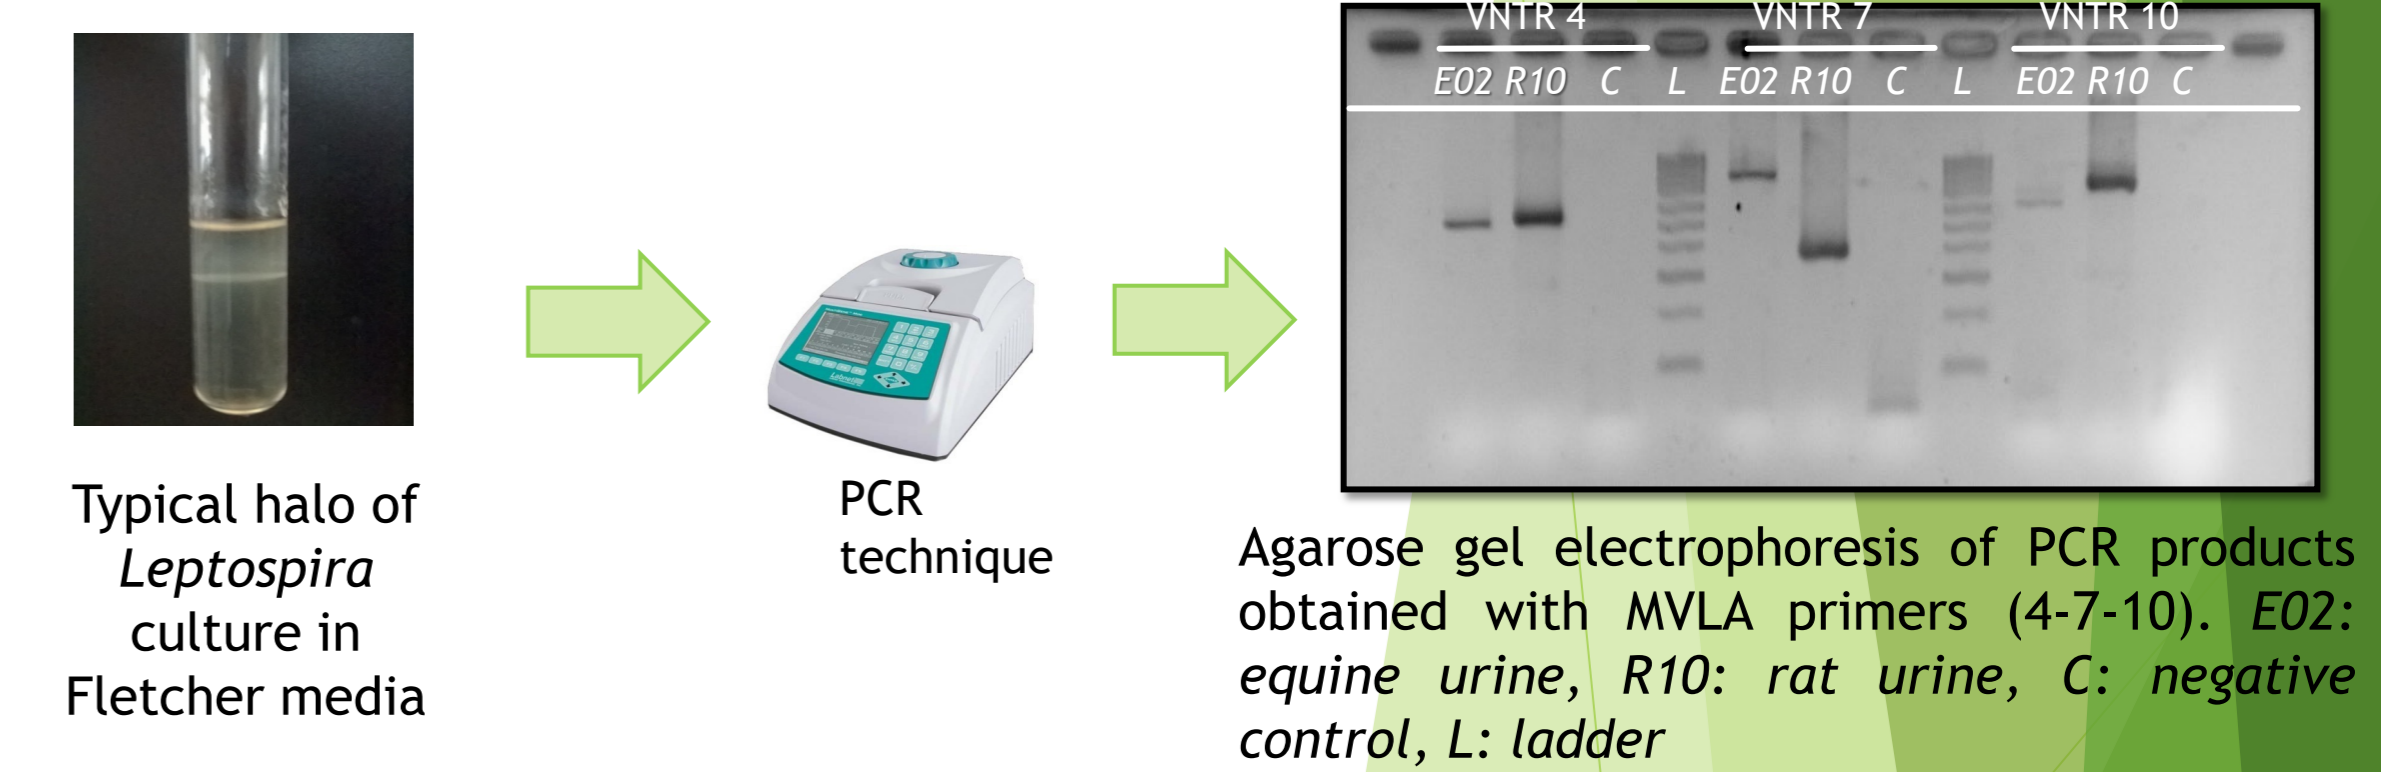 Typical halo of
Leptospira
culture in
Fletcher media
Labnet
PCR
technique
VNTR 4 VNTR 7 VNTR 10
E02 R10 C L E02 R10 C L E02 R10 C
Agarose gel electrophoresis of PCR products
obtained with MVLA primers (4-7-10). E02:
equine urine, R10: rat urine, C: negative
control, L: ladder